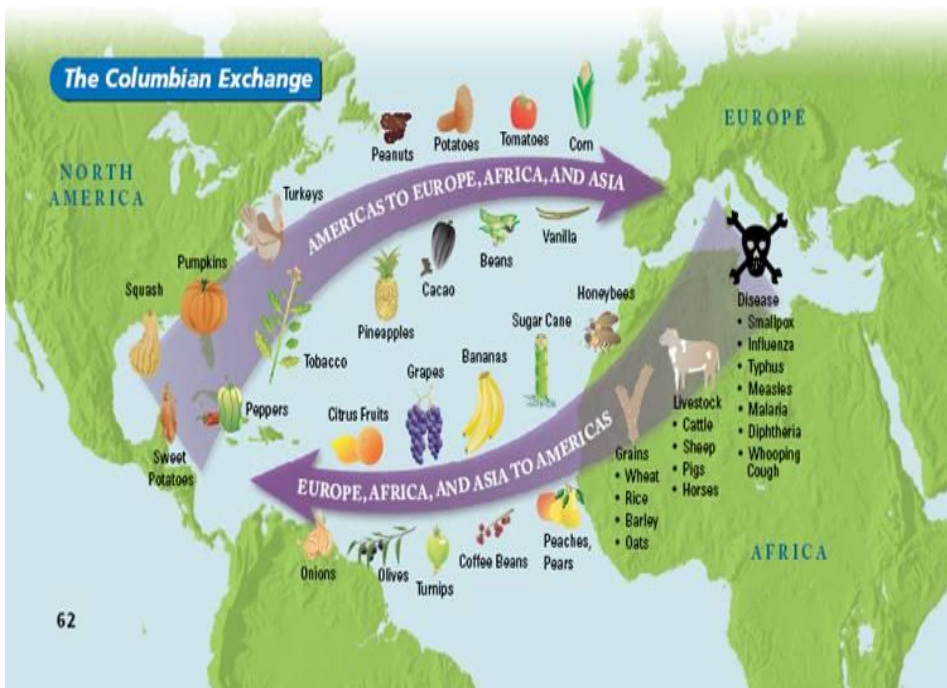 The Columbian Exchange
NORTH
AMERICA
EUROPE
Peanuts
Potatoes
Tomatoes
Corn
Turkeys
AMERICAS TO EUROPE, AFRICA, AND ASIA
Pumpkins
Squash
Tobacco
Pineapples
Cacao
Beans
Vanilla
Peppers
Sweet
Potatoes
Honeybees
Sugar Cane
Bananas
Grapes
Citrus Fruits
EUROPE, AFRICA, AND ASIA TO AMERICAS
Onions
Olives
Turnips
Coffee Beans
Peaches,
Pears
Grains
• Wheat
• Rice
• Barley
• Oats
Livestock
• Cattle
• Sheep
• Pigs
• Horses
Disease
• Smallpox
• Influenza
• Typhus
• Measles
• Malaria
• Diphtheria
• Whooping
Cough
AFRICA
62